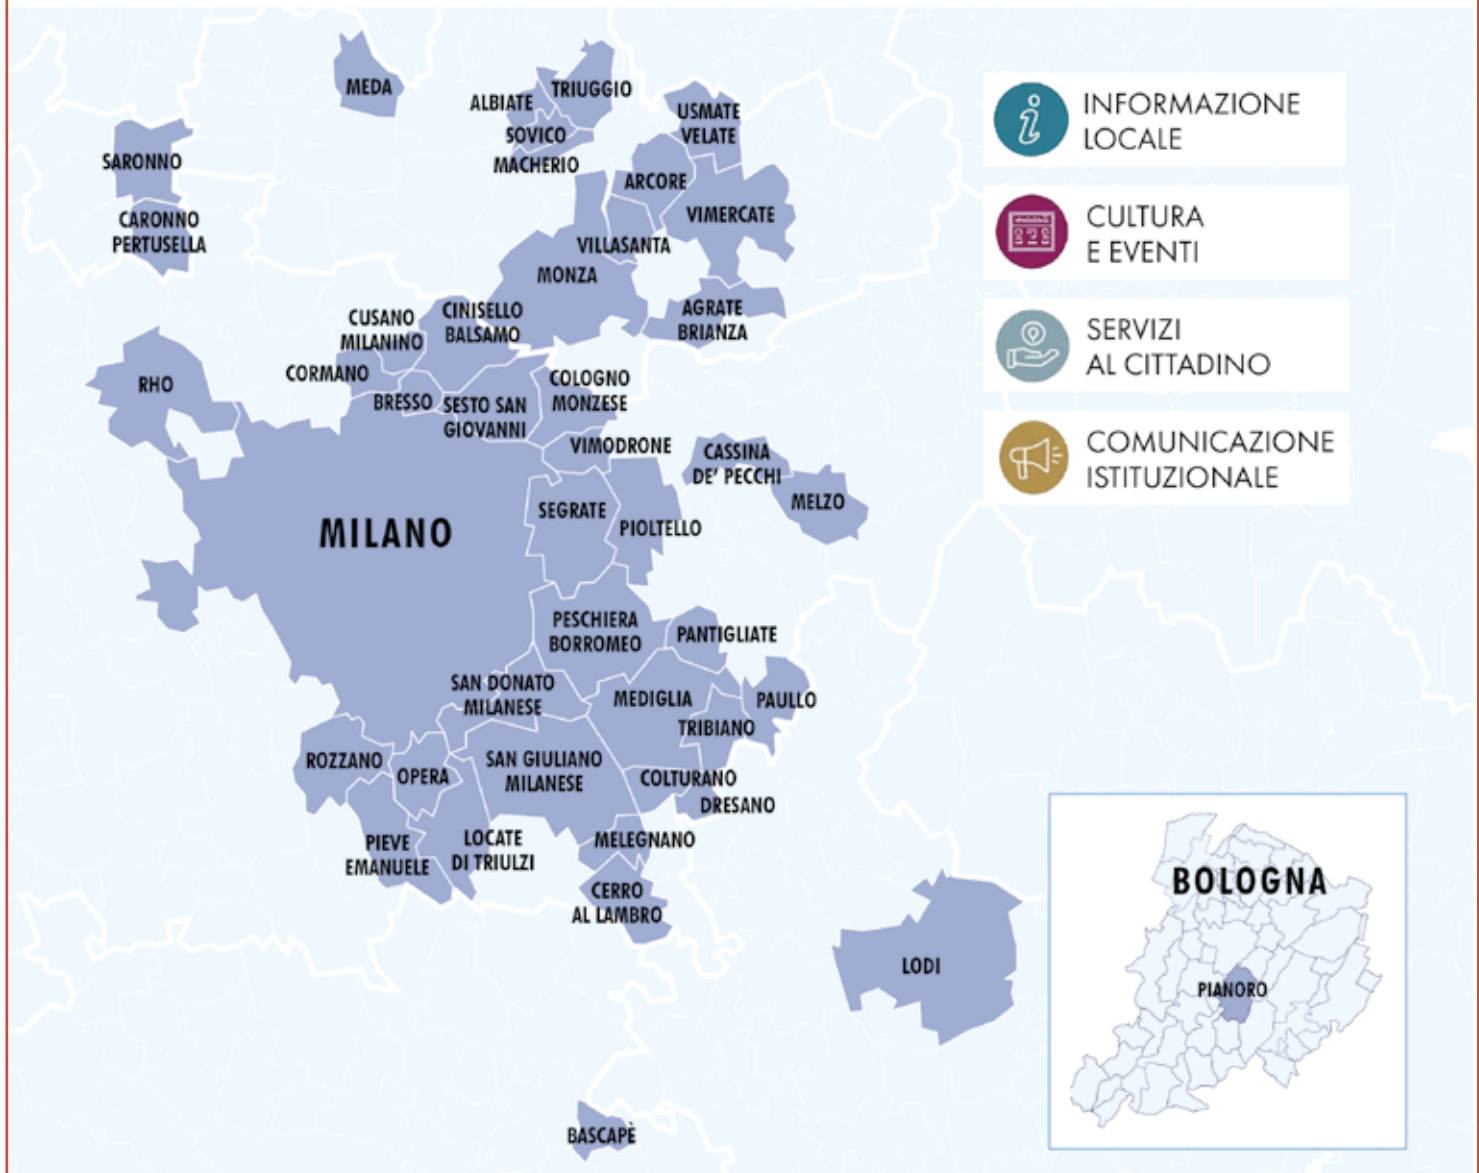 MEDA
ALBIATE
TRIUGGIO
SOVICO
MACHERIO
USMATE
VELATE
SARONNO
CARONNO
PERTUSELLA
ARCORE
VIMERCATE
VILLASANTA
MONZA
AGRATE
BRIANZA
CINISELLO
BALSAMO
CUSANO
MILANINO
CORMANO
RHO
BRESSO
SESTO SAN
GIOVANNI
COLOGNO
MONZESE
VIMODRONE
CASSINA
DE' PECCHI
MELZO
SEGRATE
PIOLTELLO
MILANO
PESCHIERA
BORROMEO
PANTIGLIATE
SAN DONATO
MILANESE
MEDIGLIA
PAULLO
TRIBIANO
ROZZANO
OPERA
SAN GIULIANO
MILANESE
COLTURANO
DRESANO
PIEVE
EMANUELE
LOCATE
DI TRIULZI
MELEGNANO
CERRO
AL LAMBRO
LODI
BASCAPÈ
INFORMAZIONE
LOCALE
CULTURA
E EVENTI
SERVIZI
AL CITTADINO
COMUNICAZIONE
ISTITUZIONALE
BOLOGNA
PIANORO